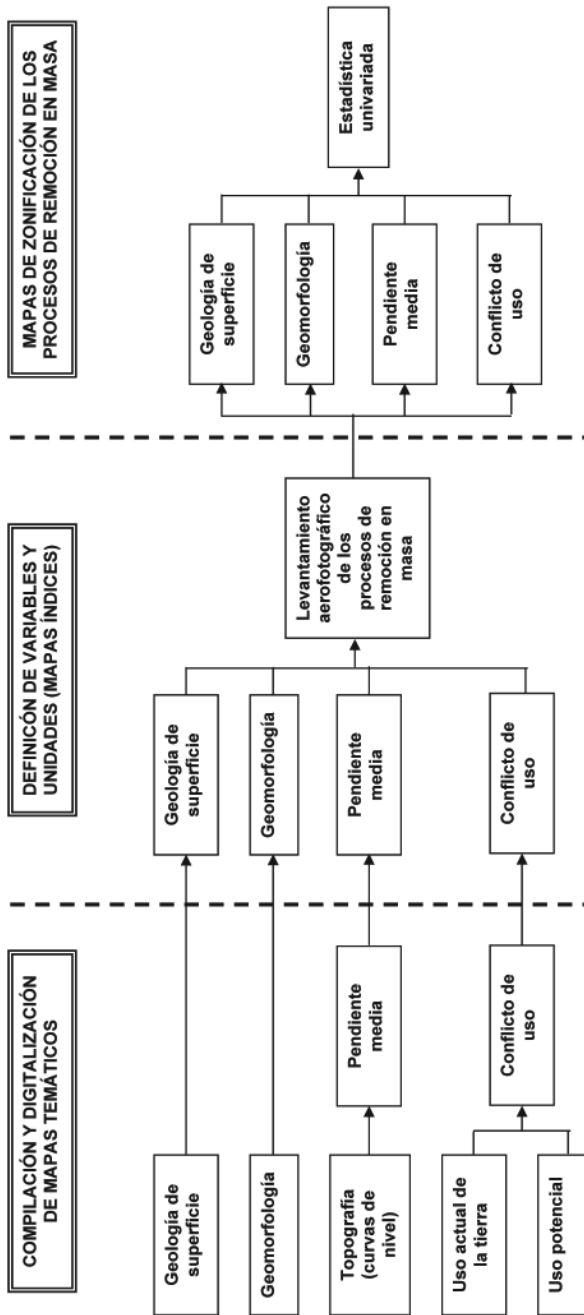 COMPILACIÓN Y DIGITALIZACIÓN
DE MAPAS TEMÁTICOS
DEFINICÓN DE VARIABLES Y
UNIDADES (MAPAS ÍNDICES)
MAPAS DE ZONIFICACIÓN DE LOS
PROCESOS DE REMOCIÓN EN MASA
Geología de
superficie
Geomorfología
Topografía
(curvas de
nivel)
Uso actual de
la tierra
Uso potencial
Pendiente
media
Conflicto de
uso
Geología de
superficie
Geomorfología
Pendiente
media
Conflicto de
uso
Levantamiento
aerofotográfico
de los
procesos de
remoción en
masa
Geología de
superficie
Geomorfología
Pendiente
media
Conflicto de
uso
Estadística
univariada